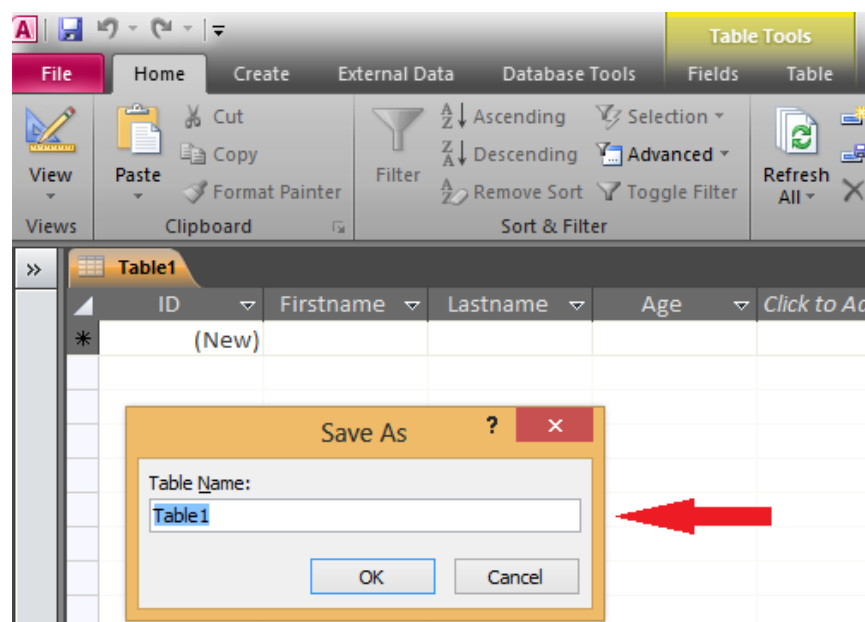 A
Table Tools
File Home Create External Data Database Tools Fields Table
Cut Ascending Selection
Copy Descending Advanced
View Paste Format Painter Filter Remove Sort Toggle Filter Refresh All
Views Clipboard Sort & Filter
» Table1
ID Firstname Lastname Age Click to Ad
* (New)
Save As ? ×
Table Name:
Table1
OK Cancel